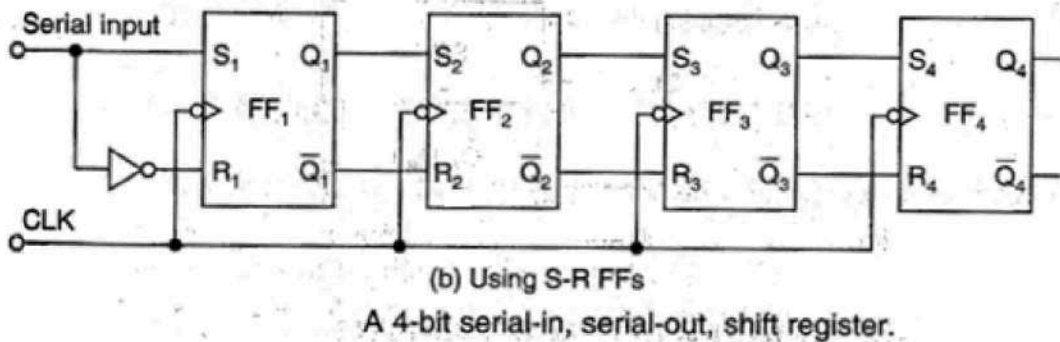 Serial input
S₁ Q₁ S₂ Q₂ S₃ Q₃ S₄ Q₄
FF₁ FF₂ FF₃ FF₄
R₁ Q̅₁ R₂ Q̅₂ R₃ Q̅₃ R₄ Q̅₄
CLK
(b) Using S-R FFs
A 4-bit serial-in, serial-out, shift register.